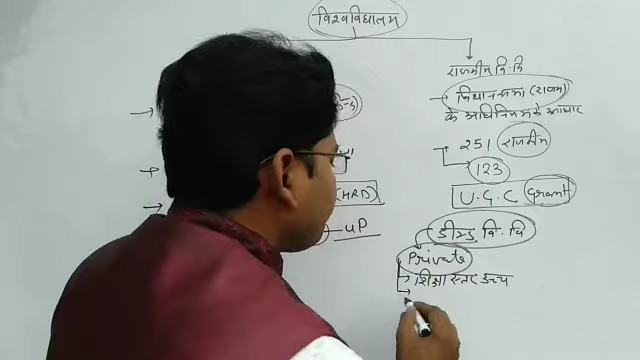 विश्वविद्यालय
राजकीय वि. वि
विधानसभा (राज्य)
के अधिनियम के आधार
251 राजकीय
123
(HRD)
U.G.C Grant
UP
डीम्ड वि. वि
Private
शिक्षा स्तर उच्च